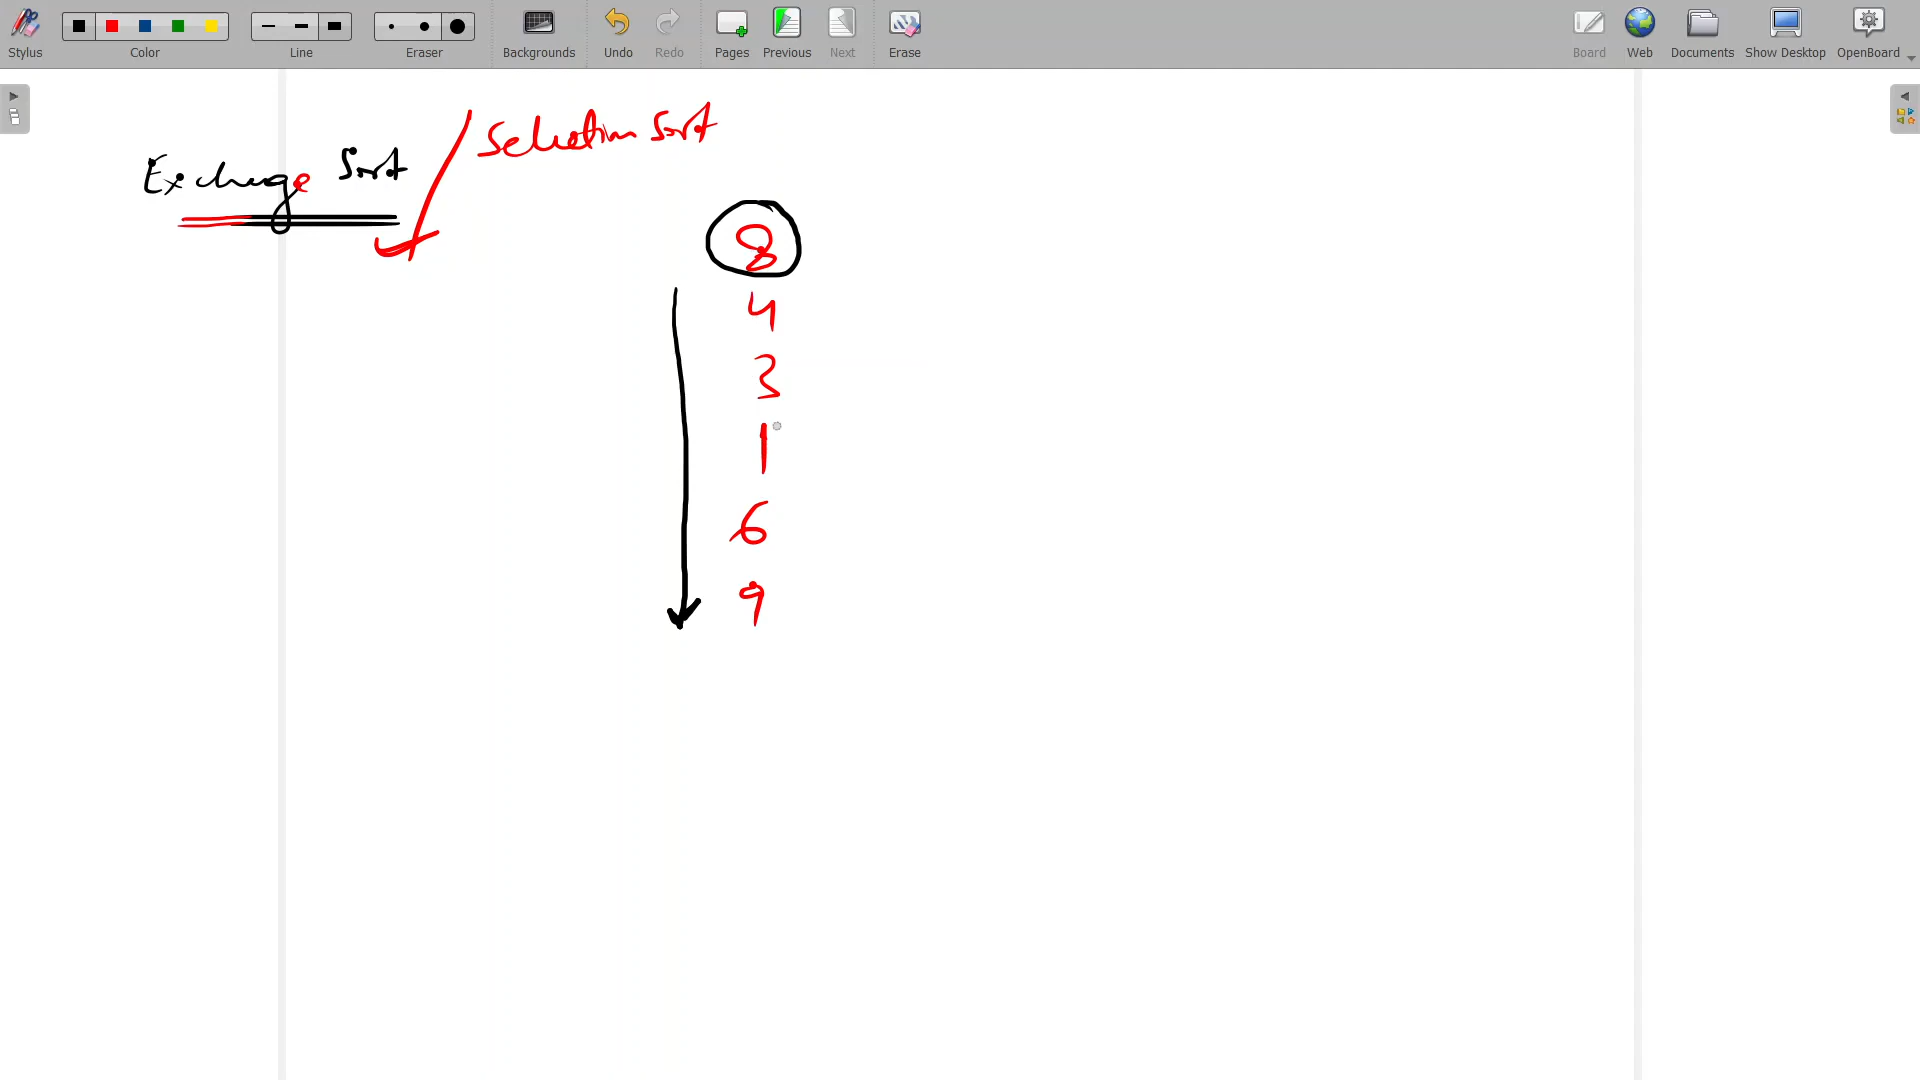 Stylus
Color
Line
Eraser
Backgrounds
Undo
Redo
Pages
Previous
Next
Erase
Board
Web
Documents
Show Desktop
OpenBoard
Exchange Sort
Selection Sort
8
4
3
1
6
9